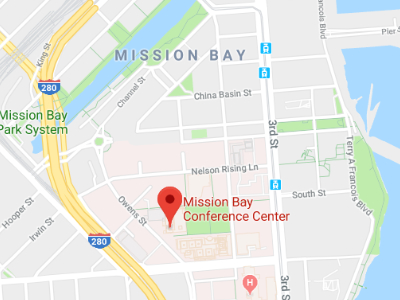 King St
François Blvd
Pier
MISSION BAY
280
Channel St
China Basin St
Mission Bay
Park System
3rd St
Terry A Francois Blvd
Nelson Rising Ln
South St
Mission Bay
Conference Center
Hooper St
Owens St
Irwin St
280
H
3rd St